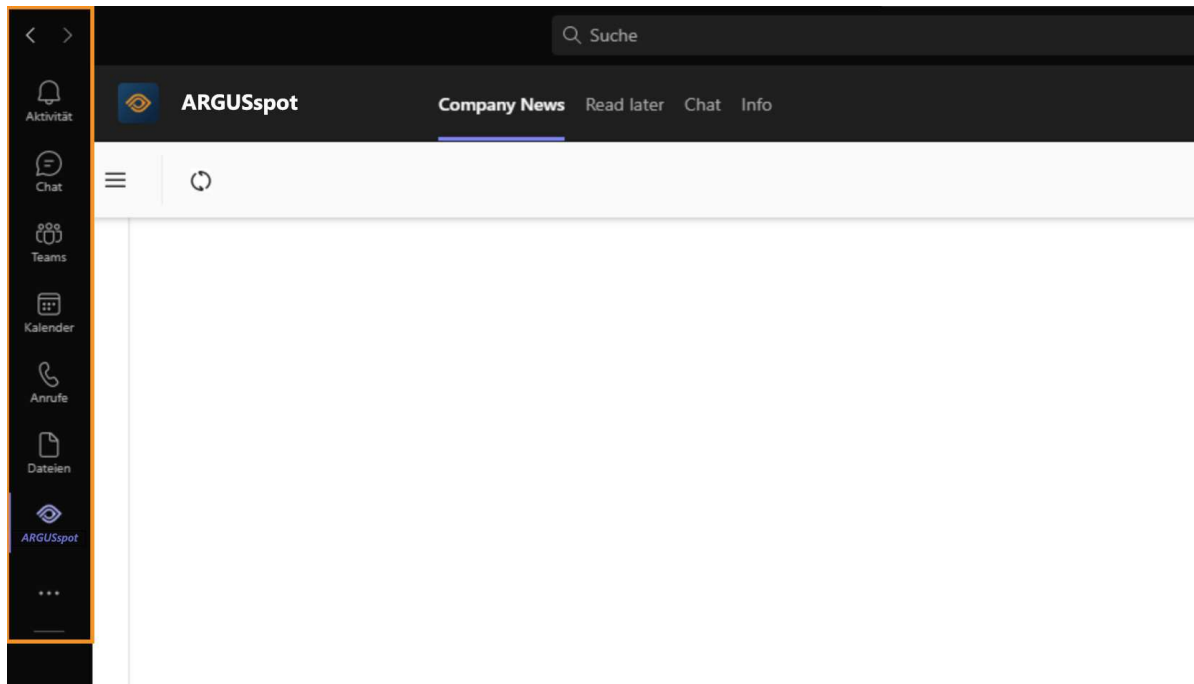 Suche
Aktivität
ARGUSspot
Company News Read later Chat Info
Chat
Teams
Kalender
Anrufe
Dateien
ARGUSspot